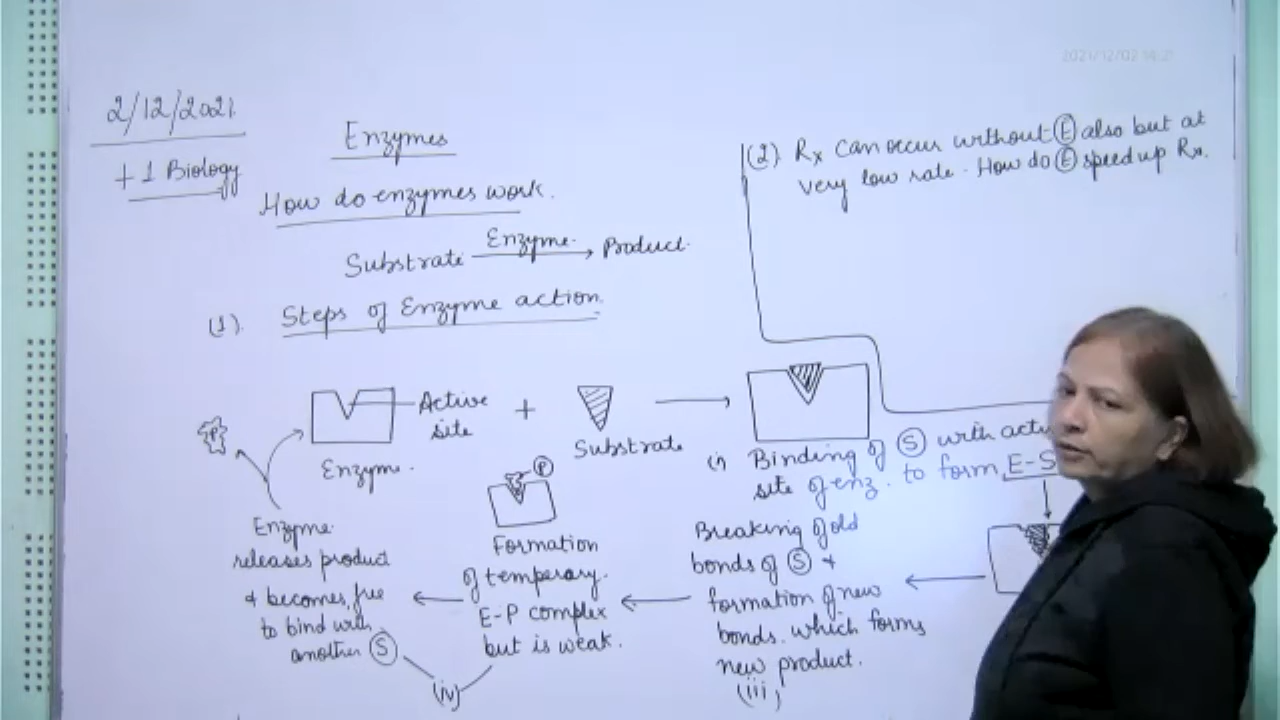 2021/12/02
2/12/2021.
+1 Biology
Enzymes
How do enzymes work.
Substrate Enzyme. → Product.
(1). Steps of Enzyme action.
(2) Rx can occur without Ⓔ also but at
very low rate. How do Ⓔ speed up Rx.
P
Active
site
Enzyme.
+
Substrate
(i) Binding of Ⓢ with
site of enz. to form E-S
Breaking of old
bonds of Ⓢ +
formation of new
bonds. which forms
new product.
(iii)
Ⓟ
Formation
of temperary.
E-P complex
but is weak.
Enzyme
releases product
+ becomes free
to bind with
another Ⓢ
(iv)